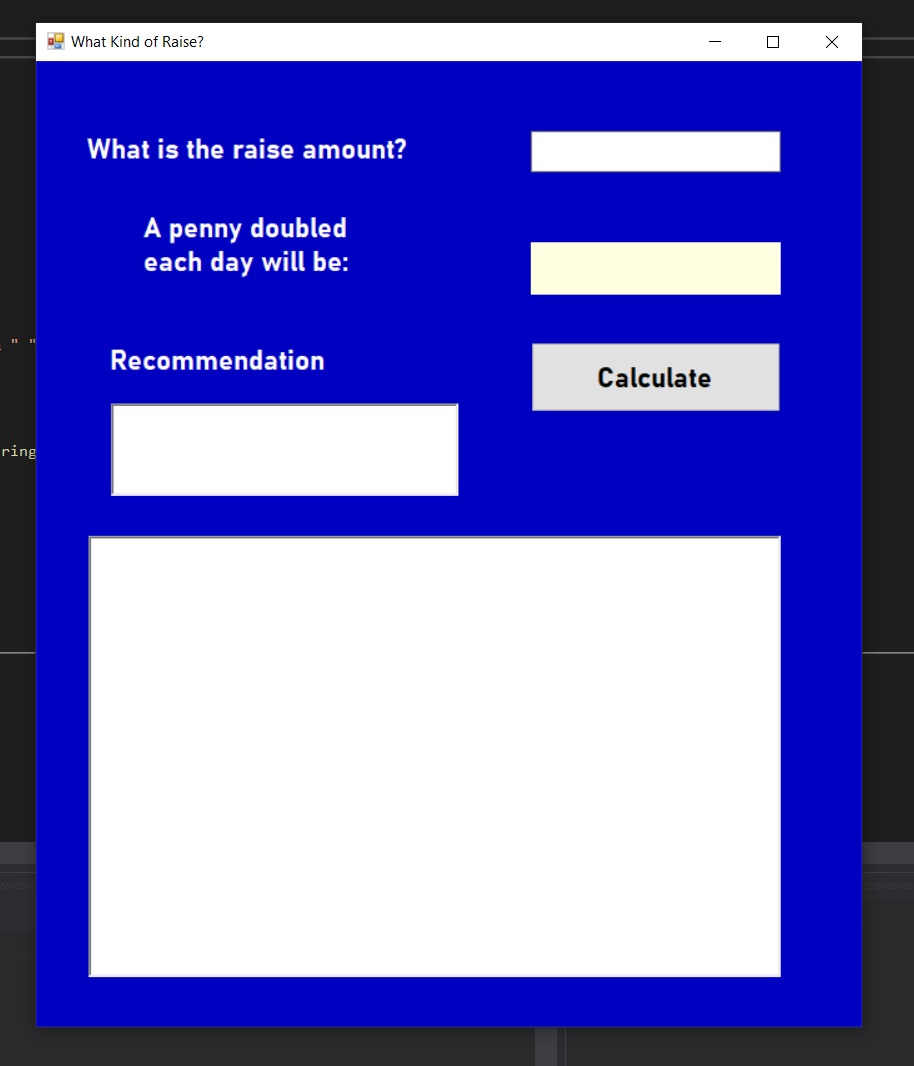 What Kind of Raise?
What is the raise amount?
A penny doubled
each day will be:
" "
Recommendation
Calculate
ring